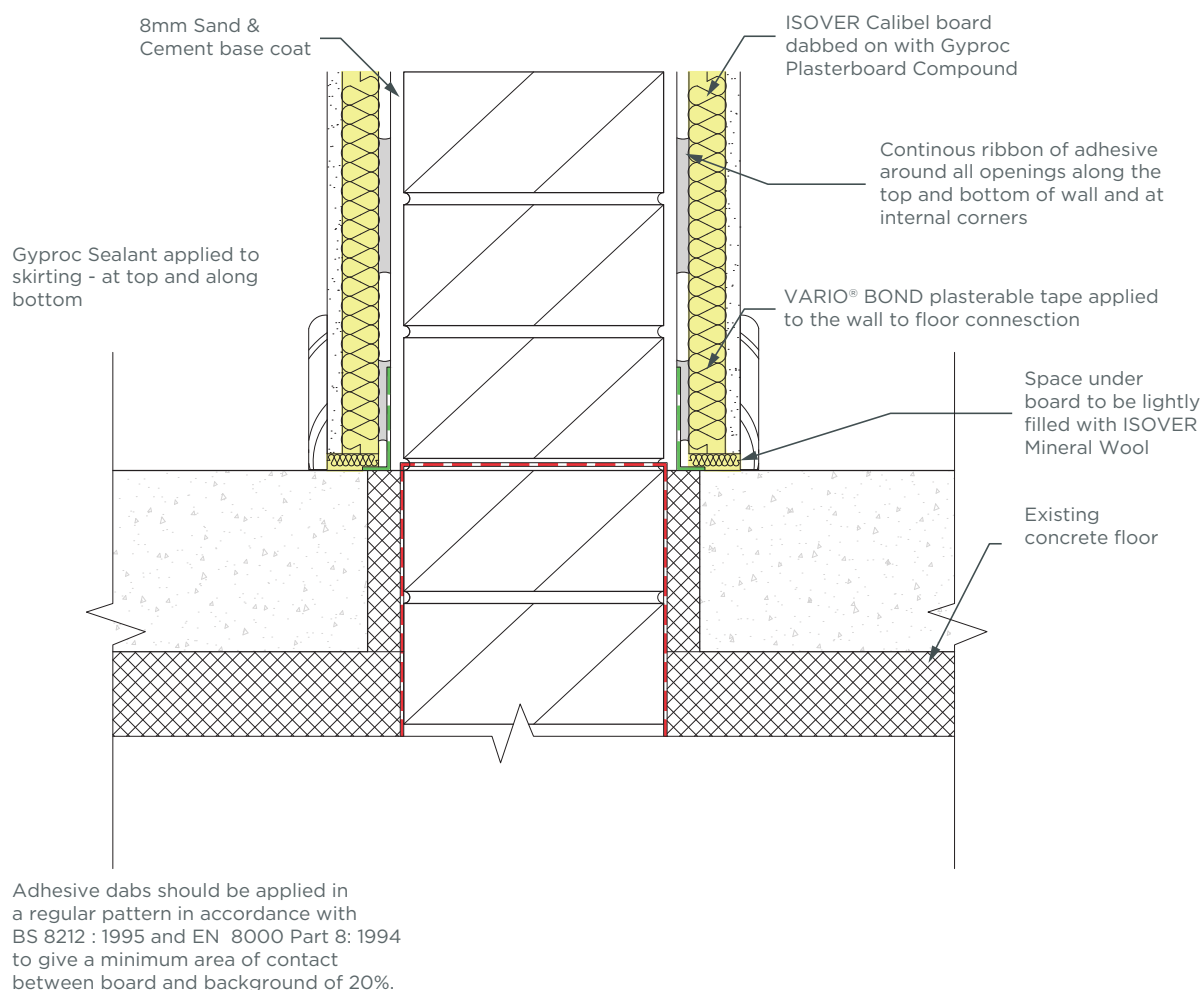 8mm Sand &
Cement base coat
ISOVER Calibel board
dabbed on with Gyproc
Plasterboard Compound
Continous ribbon of adhesive
around all openings along the
top and bottom of wall and at
internal corners
Gyproc Sealant applied to
skirting - at top and along
bottom
VARIO® BOND plasterable tape applied
to the wall to floor connesction
Space under
board to be lightly
filled with ISOVER
Mineral Wool
Existing
concrete floor
Adhesive dabs should be applied in
a regular pattern in accordance with
BS 8212 : 1995 and EN 8000 Part 8: 1994
to give a minimum area of contact
between board and background of 20%.